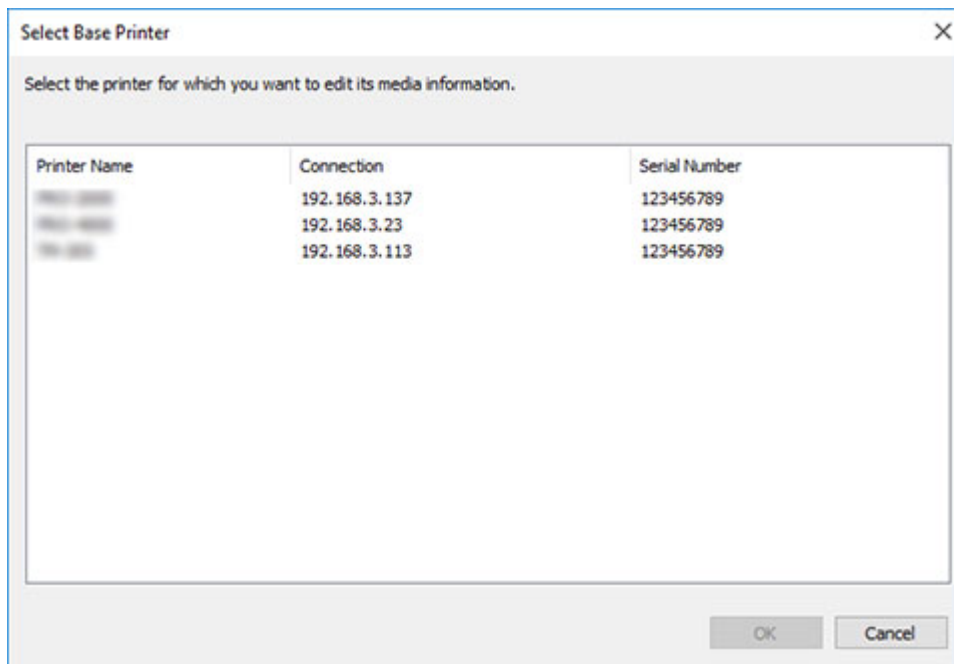 Select Base Printer
Select the printer for which you want to edit its media information.
Printer Name Connection Serial Number
192.168.3.137 123456789
192.168.3.23 123456789
192.168.3.113 123456789
OK Cancel